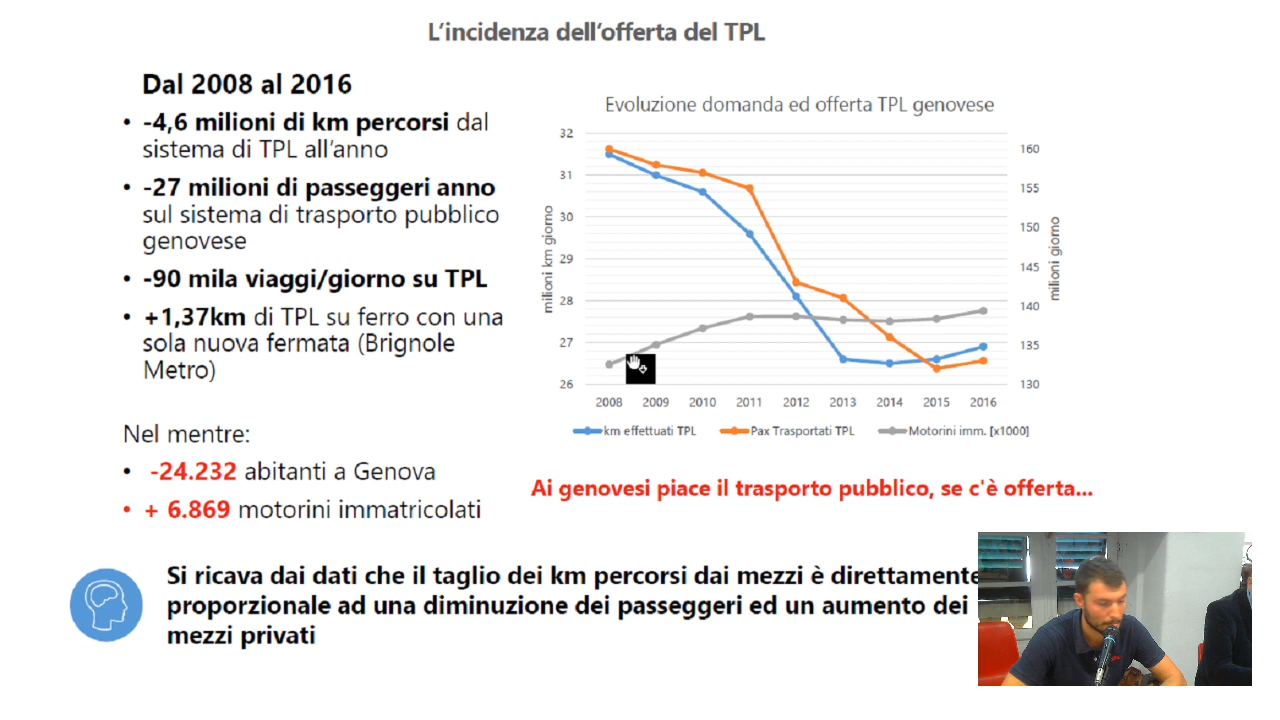 L'incidenza dell'offerta del TPL
Dal 2008 al 2016
• -4,6 milioni di km percorsi dal
sistema di TPL all'anno
• -27 milioni di passeggeri anno
sul sistema di trasporto pubblico
genovese
• -90 mila viaggi/giorno su TPL
• +1,37km di TPL su ferro con una
sola nuova fermata (Brignole
Metro)
Nel mentre:
• -24.232 abitanti a Genova
• + 6.869 motorini immatricolati
Evoluzione domanda ed offerta TPL genovese
milioni km giorno
32
31
30
29
28
27
26
160
155
150
145
140
135
130
milioni giorno
2008 2009 2010 2011 2012 2013 2014 2015 2016
km effettuati TPL Pax Trasportati TPL Motorini imm. [x1000]
Ai genovesi piace il trasporto pubblico, se c'è offerta...
Si ricava dai dati che il taglio dei km percorsi dai mezzi è direttamente
proporzionale ad una diminuzione dei passeggeri ed un aumento dei
mezzi privati